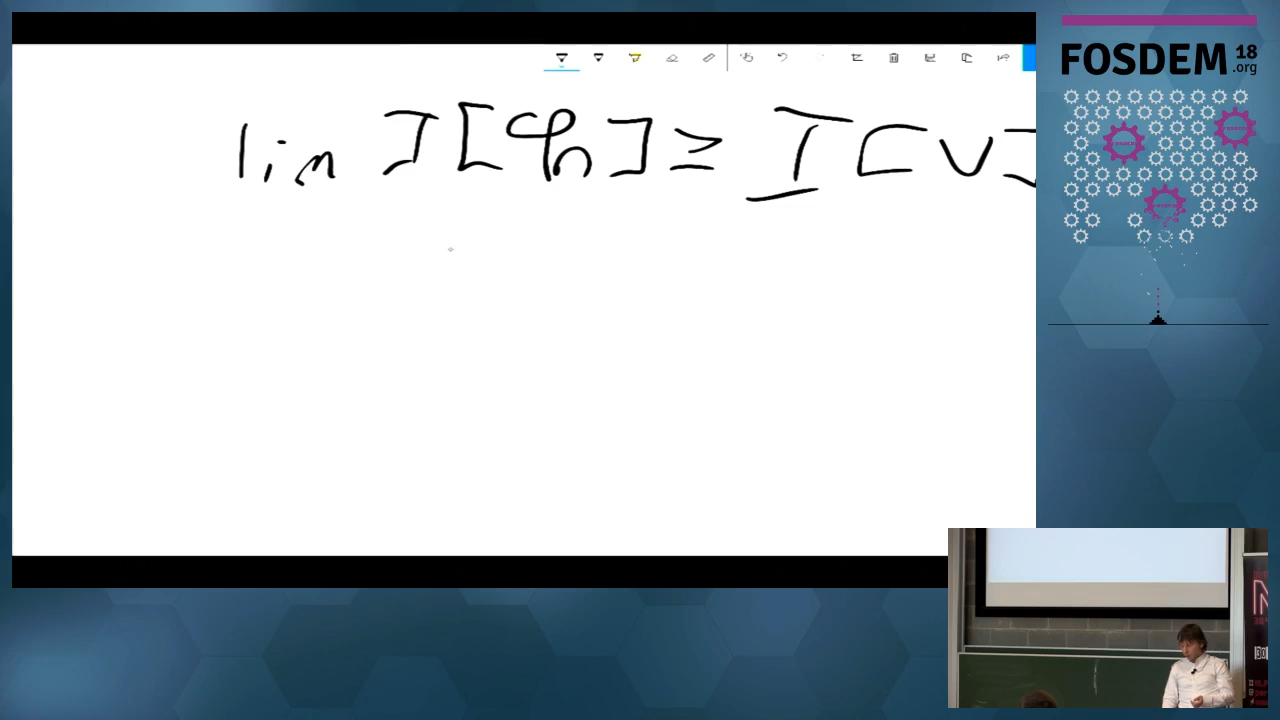 FOSDEM 18 .org
lim I[φn] ≥ I[v]